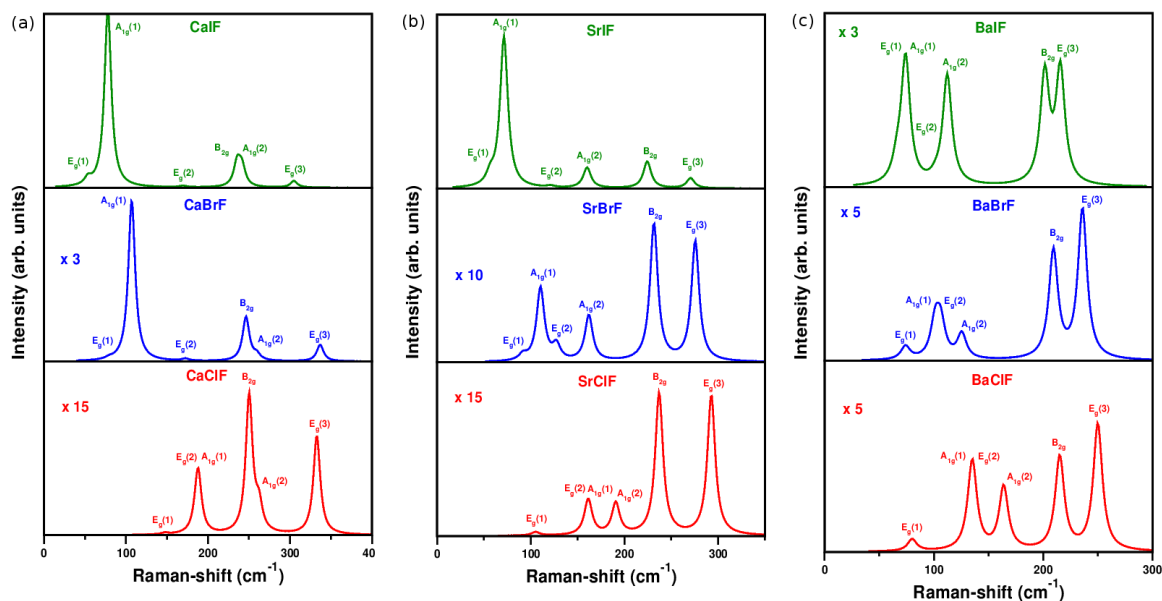 (a)
CaIF
A1g(1)
Eg(1)
Eg(2)
B2g
A1g(2)
Eg(3)
CaBrF
x 3
A1g(1)
Eg(1)
Eg(2)
B2g
A1g(2)
Eg(3)
CaClF
x 15
Eg(1)
Eg(2)
A1g(1)
B2g
A1g(2)
Eg(3)
Intensity (arb. units)
0 100 200 300 40
Raman-shift (cm-1)
(b)
A1g(1)
SrIF
Eg(1)
Eg(2)
A1g(2)
B2g
Eg(3)
SrBrF
x 10
Eg(1)
A1g(1)
Eg(2)
A1g(2)
B2g
Eg(3)
SrClF
x 15
Eg(1)
Eg(2)
A1g(1)
A1g(2)
B2g
Eg(3)
Intensity (arb. units)
0 100 200 300
Raman-shift (cm-1)
(c)
BaIF
x 3
Eg(1)
A1g(1)
Eg(2)
A1g(2)
B2g
Eg(3)
BaBrF
x 5
Eg(1)
A1g(1)
Eg(2)
A1g(2)
B2g
Eg(3)
BaClF
x 5
Eg(1)
A1g(1)
Eg(2)
A1g(2)
B2g
Eg(3)
Intensity (arb. units)
0 100 200 300
Raman-shift (cm-1)